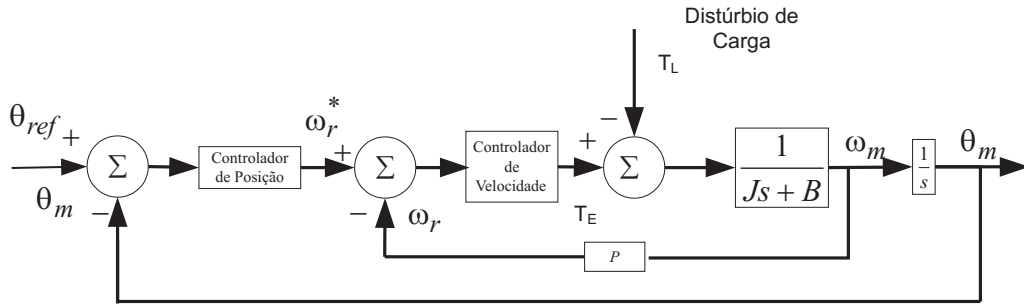 Distúrbio de
Carga
T_L
θ_ref +
θ_m −
Σ
Controlador
de Posição
ω_r^*
+
Σ
−
ω_r
Controlador
de
Velocidade
+
T_E
−
Σ
1
Js + B
ω_m
1
s
θ_m
P